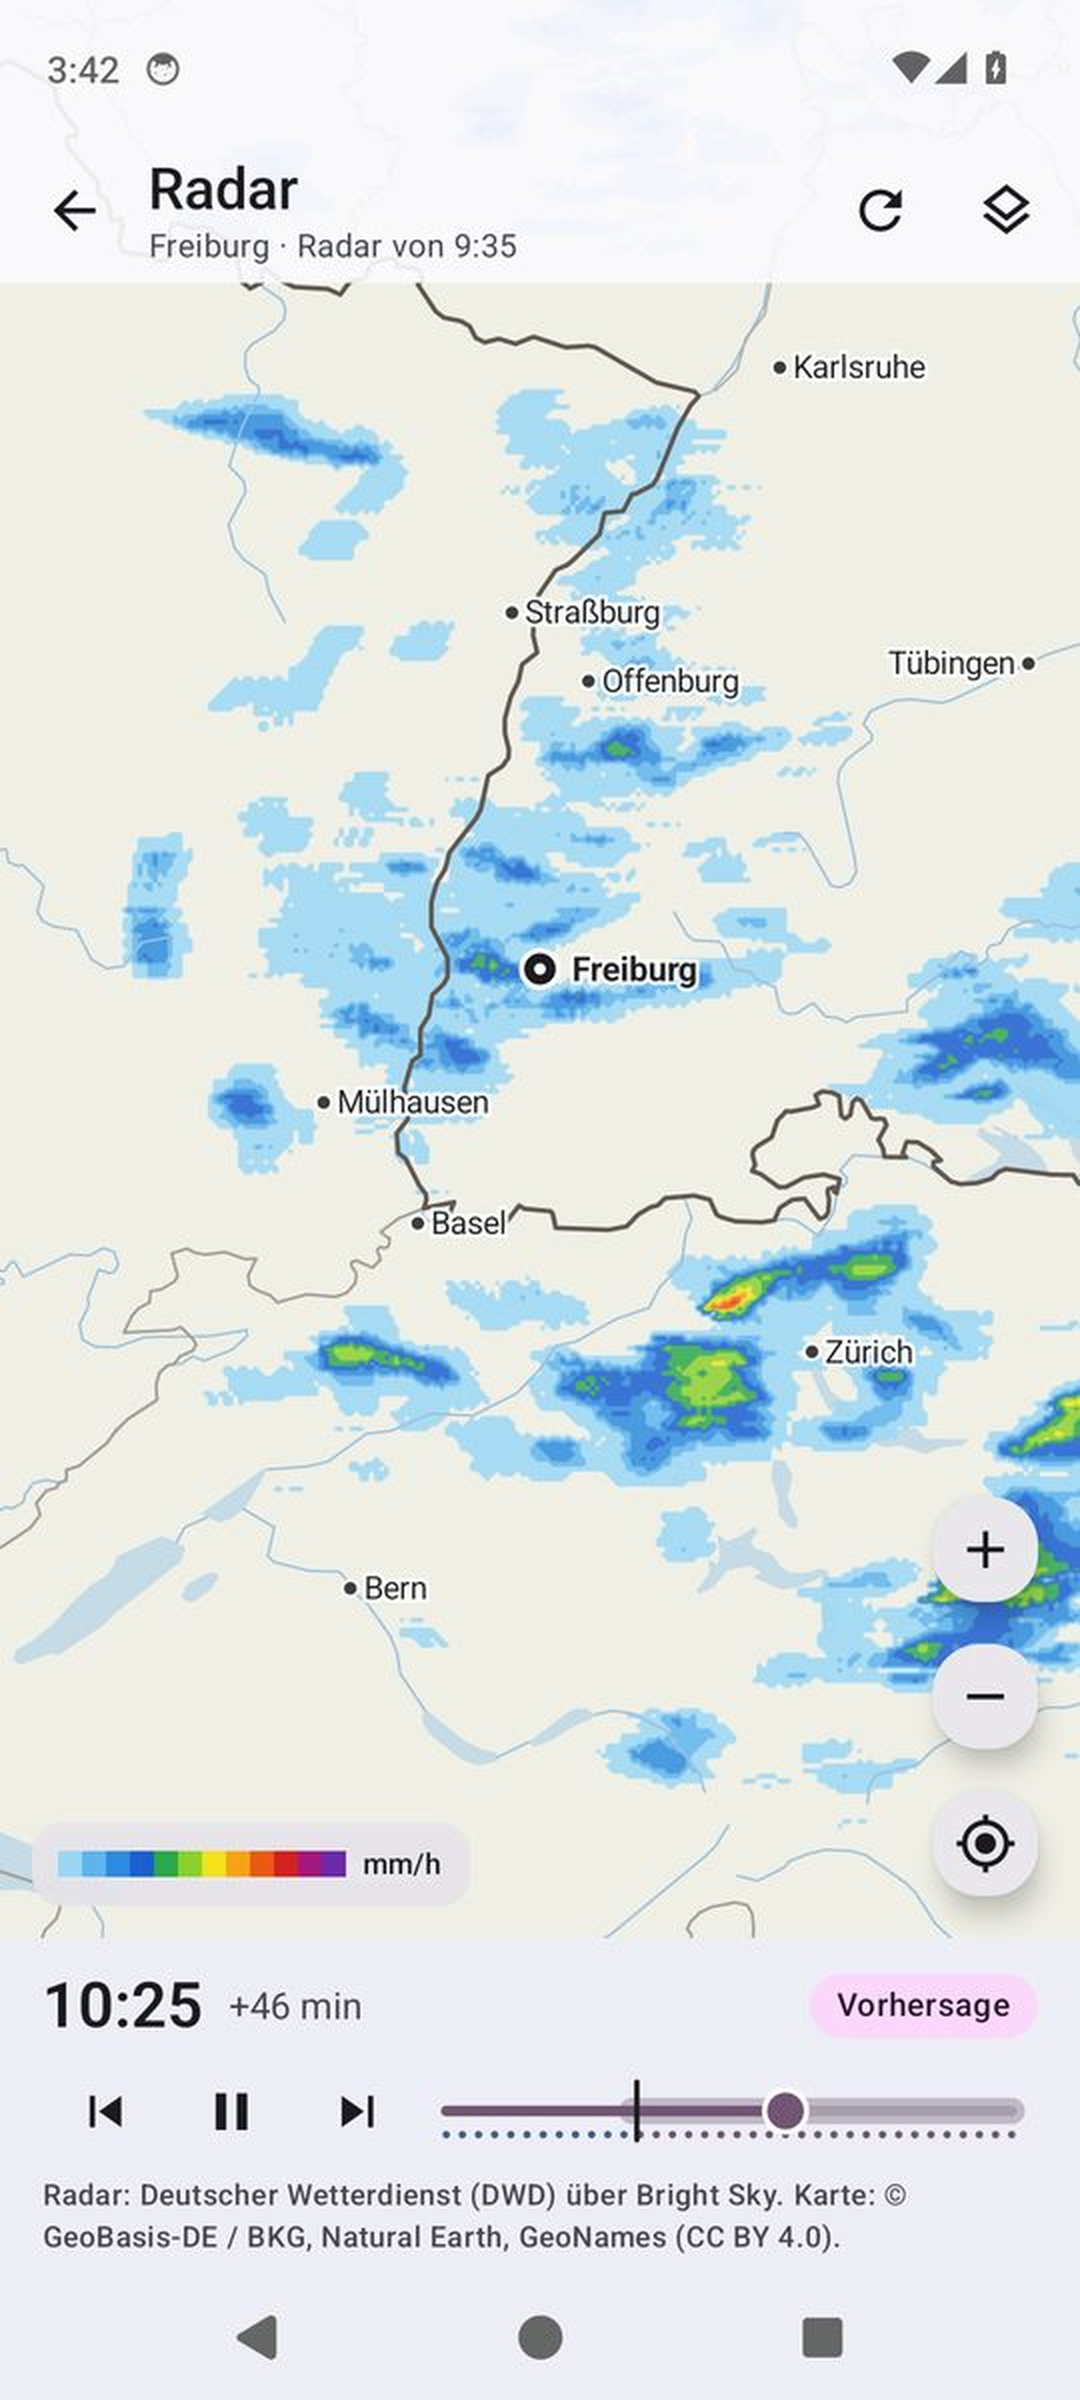 3:42
Radar
Freiburg · Radar von 9:35
Karlsruhe
Straßburg
Tübingen
Offenburg
Freiburg
Mülhausen
Basel
Zürich
Bern
mm/h
10:25 +46 min Vorhersage
Radar: Deutscher Wetterdienst (DWD) über Bright Sky. Karte: ©
GeoBasis-DE / BKG, Natural Earth, GeoNames (CC BY 4.0).